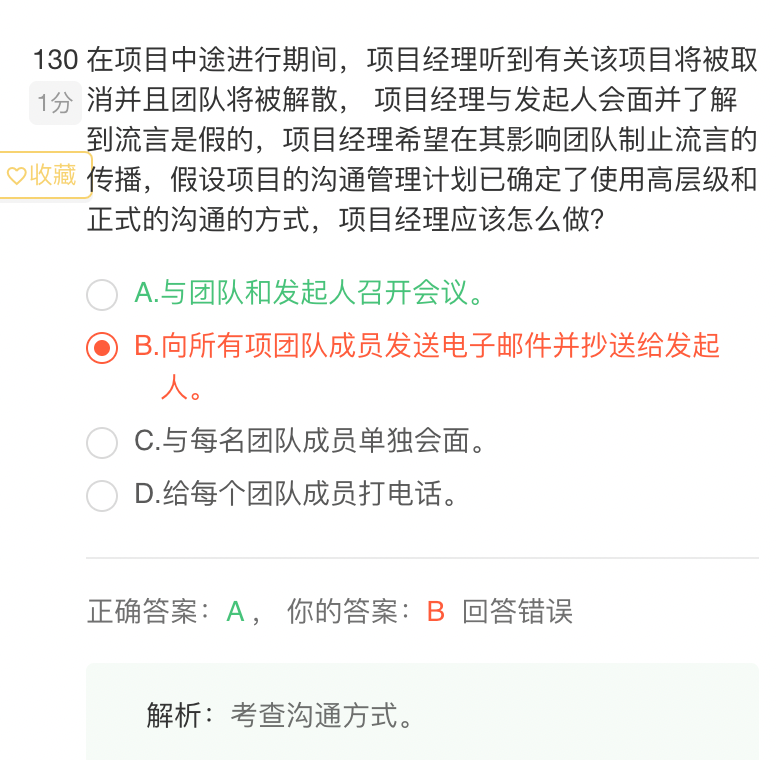 130 在项目中途进行期间，项目经理听到有关该项目将被取
1分 消并且团队将被解散， 项目经理与发起人会面并了解
到流言是假的，项目经理希望在其影响团队制止流言的
收藏 传播，假设项目的沟通管理计划已确定了使用高层级和
正式的沟通的方式，项目经理应该怎么做?
A.与团队和发起人召开会议。
B.向所有项团队成员发送电子邮件并抄送给发起
人。
C.与每名团队成员单独会面。
D.给每个团队成员打电话。
正确答案：A ， 你的答案：B 回答错误
解析：考查沟通方式。